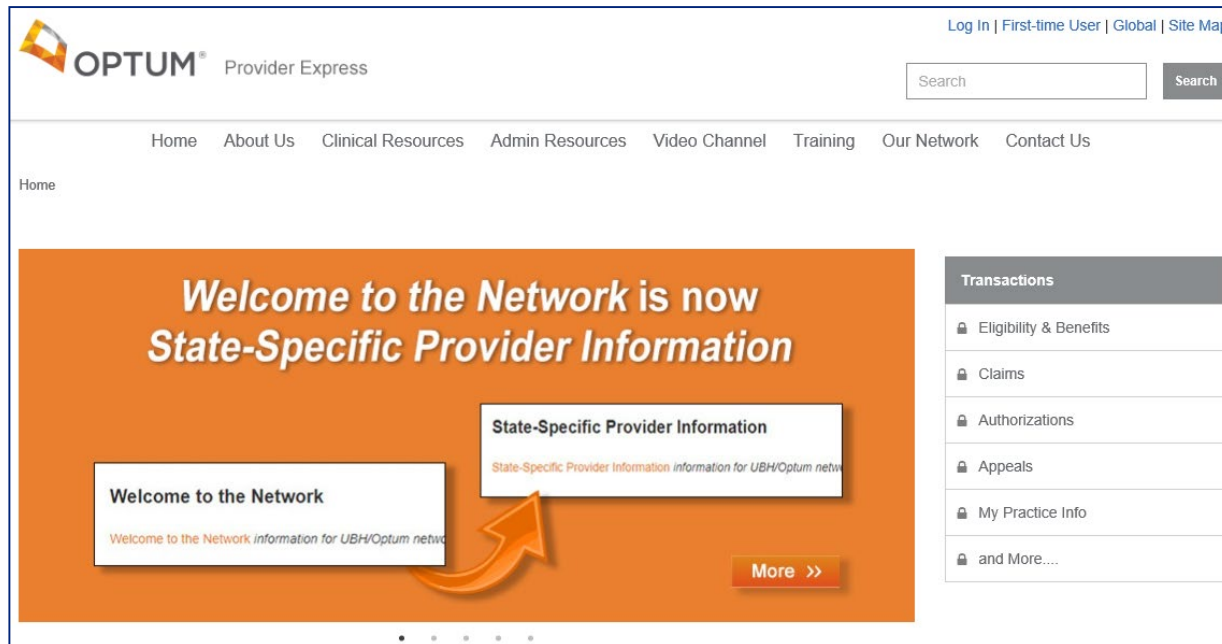 Log In | First-time User | Global | Site Map
OPTUM® Provider Express
Search
Search
Home About Us Clinical Resources Admin Resources Video Channel Training Our Network Contact Us
Home
Welcome to the Network is now
State-Specific Provider Information
State-Specific Provider Information
State-Specific Provider Information information for UBH/Optum
Welcome to the Network
Welcome to the Network information for UBH/Optum
More >>
Transactions
Eligibility & Benefits
Claims
Authorizations
Appeals
My Practice Info
and More....